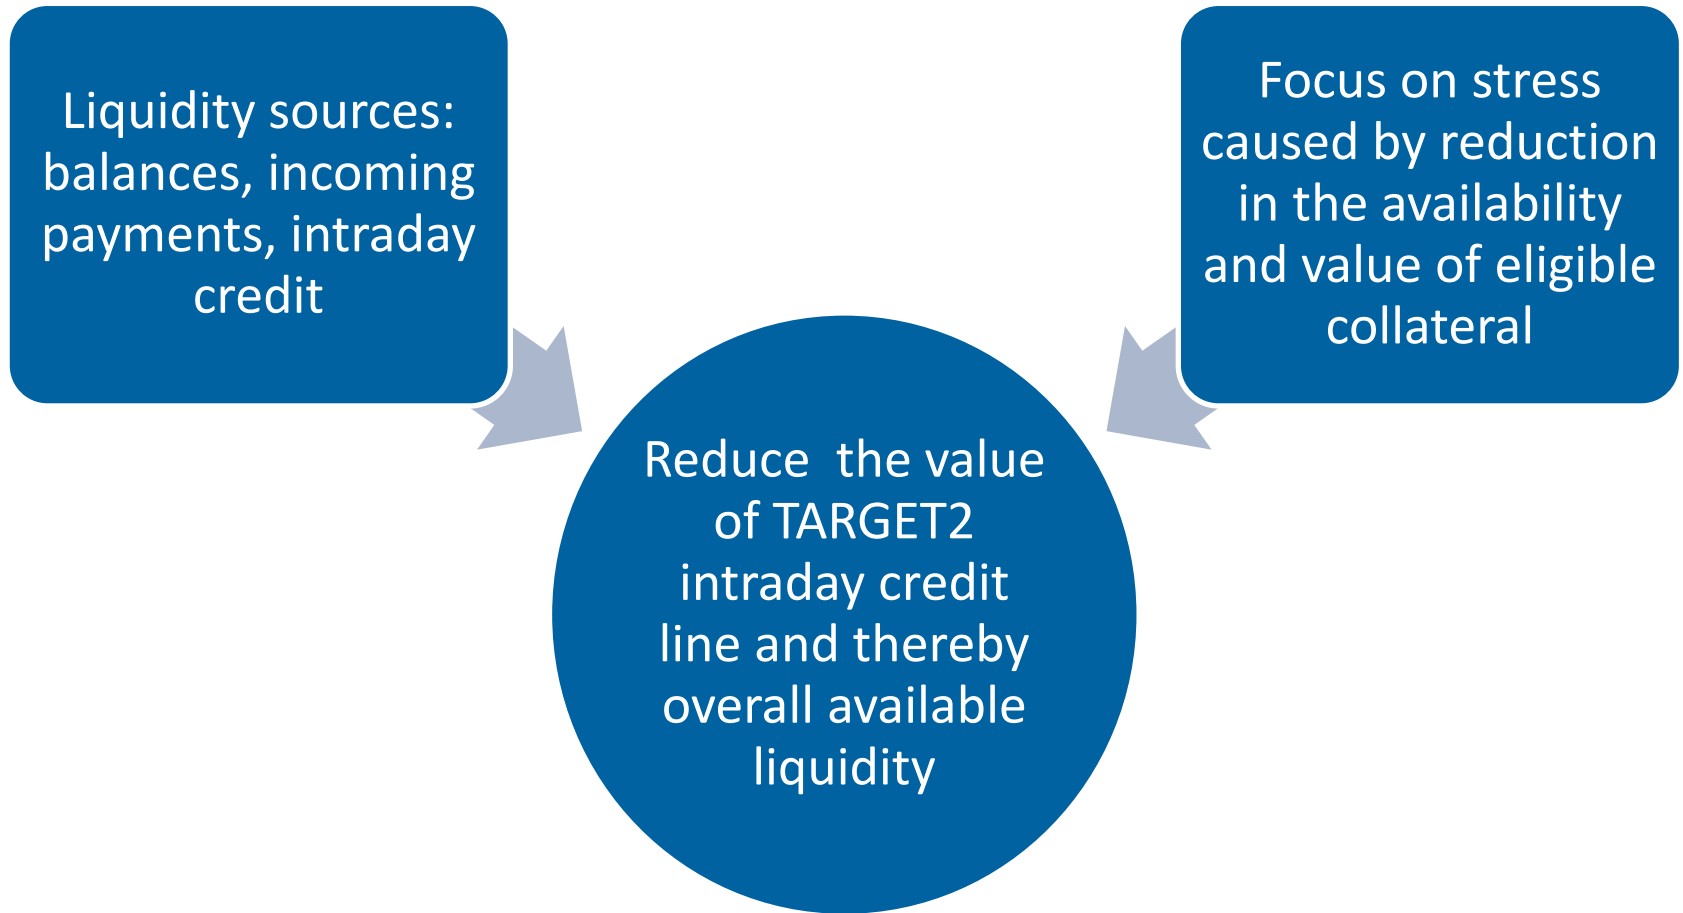 Liquidity sources:
balances, incoming
payments, intraday
credit
Focus on stress
caused by reduction
in the availability
and value of eligible
collateral
Reduce  the value
of TARGET2
intraday credit
line and thereby
overall available
liquidity